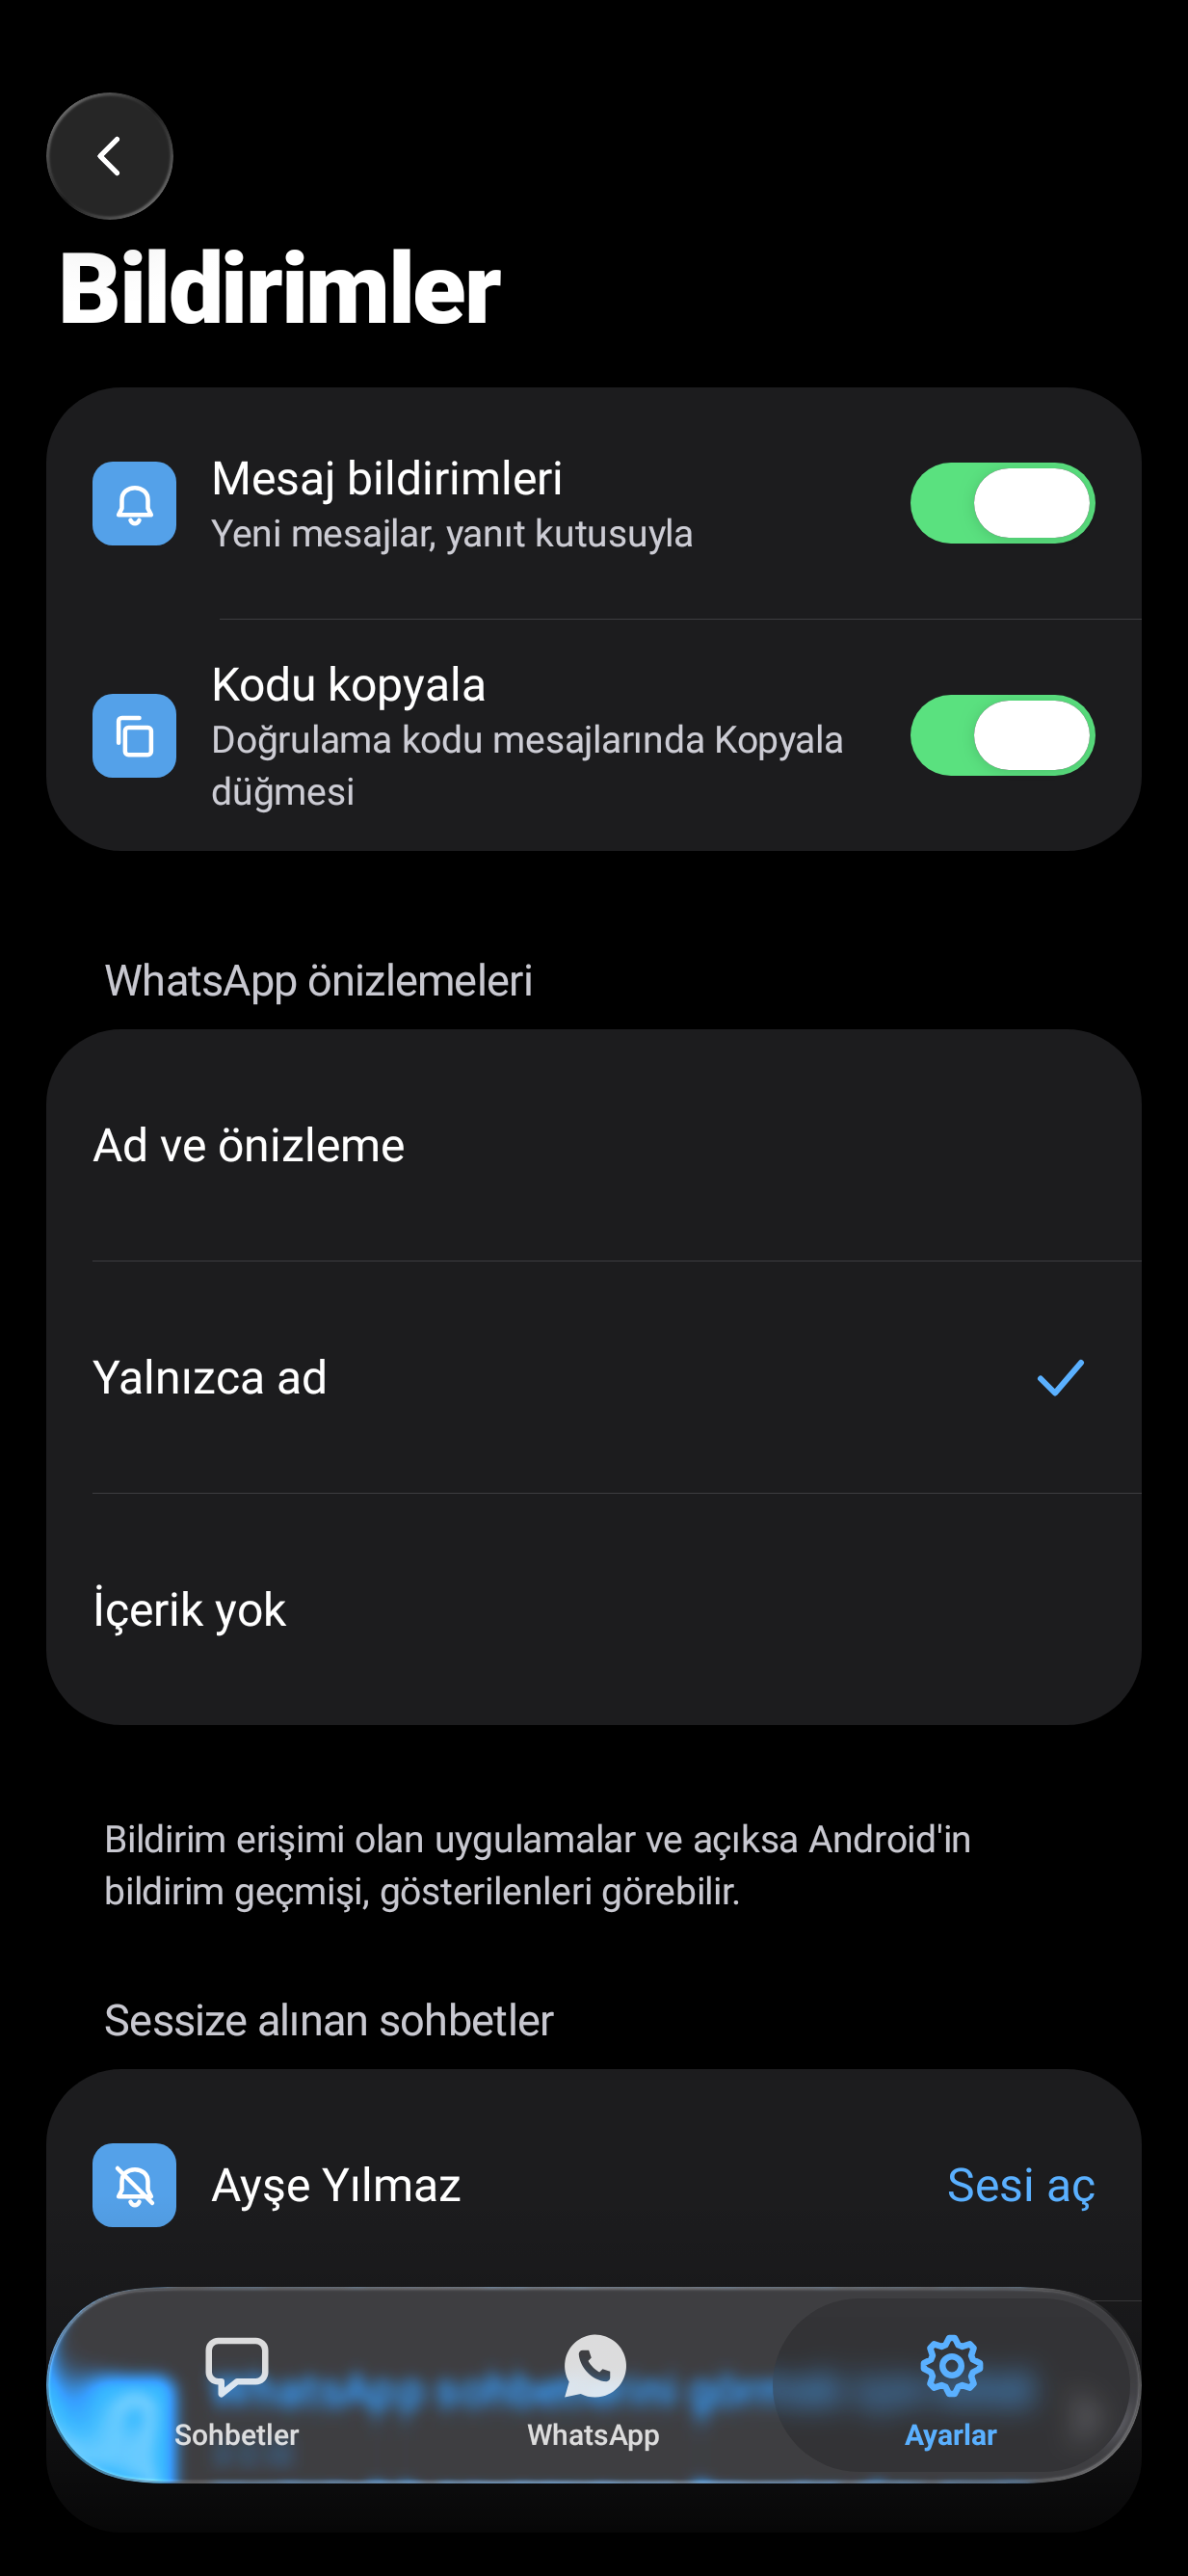 Bildirimler
Mesaj bildirimleri
Yeni mesajlar, yanıt kutusuyla
Kodu kopyala
Doğrulama kodu mesajlarında Kopyala
düğmesi
WhatsApp önizlemeleri
Ad ve önizleme
Yalnızca ad
İçerik yok
Bildirim erişimi olan uygulamalar ve açıksa Android'in
bildirim geçmişi, gösterilenleri görebilir.
Sessize alınan sohbetler
Ayşe Yılmaz
Sesi aç
Sohbetler
WhatsApp
Ayarlar